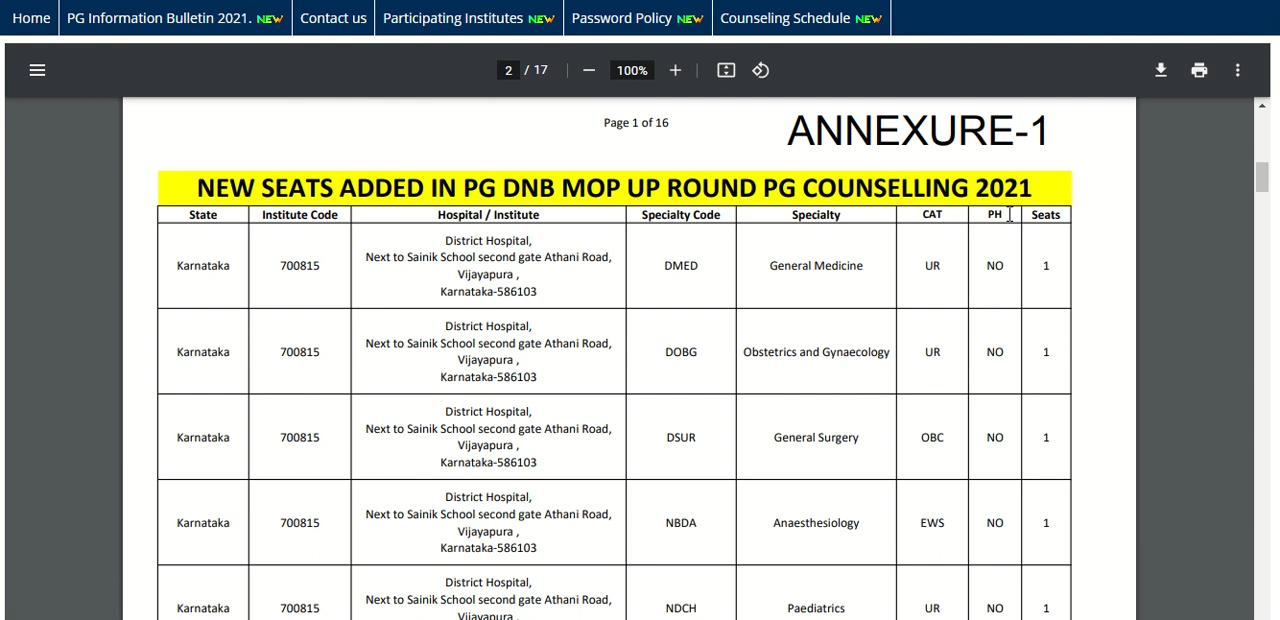 Home PG Information Bulletin 2021. NEW Contact us Participating Institutes NEW Password Policy NEW Counseling Schedule NEW
2 / 17 100%
Page 1 of 16
ANNEXURE-1
NEW SEATS ADDED IN PG DNB MOP UP ROUND PG COUNSELLING 2021
State Institute Code Hospital / Institute Specialty Code Specialty CAT PH Seats
District Hospital,
Next to Sainik School second gate Athani Road,
Karnataka 700815 DMED General Medicine UR NO 1
Vijayapura ,
Karnataka-586103
District Hospital,
Next to Sainik School second gate Athani Road,
Karnataka 700815 DOBG Obstetrics and Gynaecology UR NO 1
Vijayapura ,
Karnataka-586103
District Hospital,
Next to Sainik School second gate Athani Road,
Karnataka 700815 DSUR General Surgery OBC NO 1
Vijayapura ,
Karnataka-586103
District Hospital,
Next to Sainik School second gate Athani Road,
Karnataka 700815 NBDA Anaesthesiology EWS NO 1
Vijayapura ,
Karnataka-586103
District Hospital,
Next to Sainik School second gate Athani Road,
Karnataka 700815 NDCH Paediatrics UR NO 1
Vijayapura ,